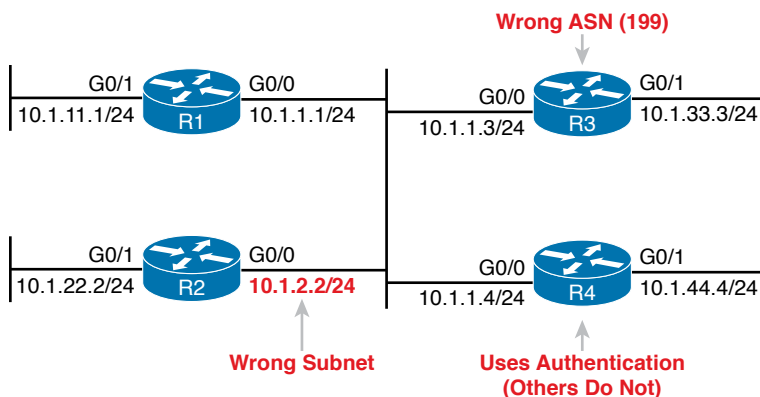 Wrong ASN (199)
G0/1
G0/0
10.1.11.1/24
R1
10.1.1.1/24
G0/0
G0/1
10.1.1.3/24
R3
10.1.33.3/24
G0/1
G0/0
10.1.22.2/24
R2
10.1.2.2/24
G0/0
G0/1
10.1.1.4/24
R4
10.1.44.4/24
Wrong Subnet
Uses Authentication
(Others Do Not)